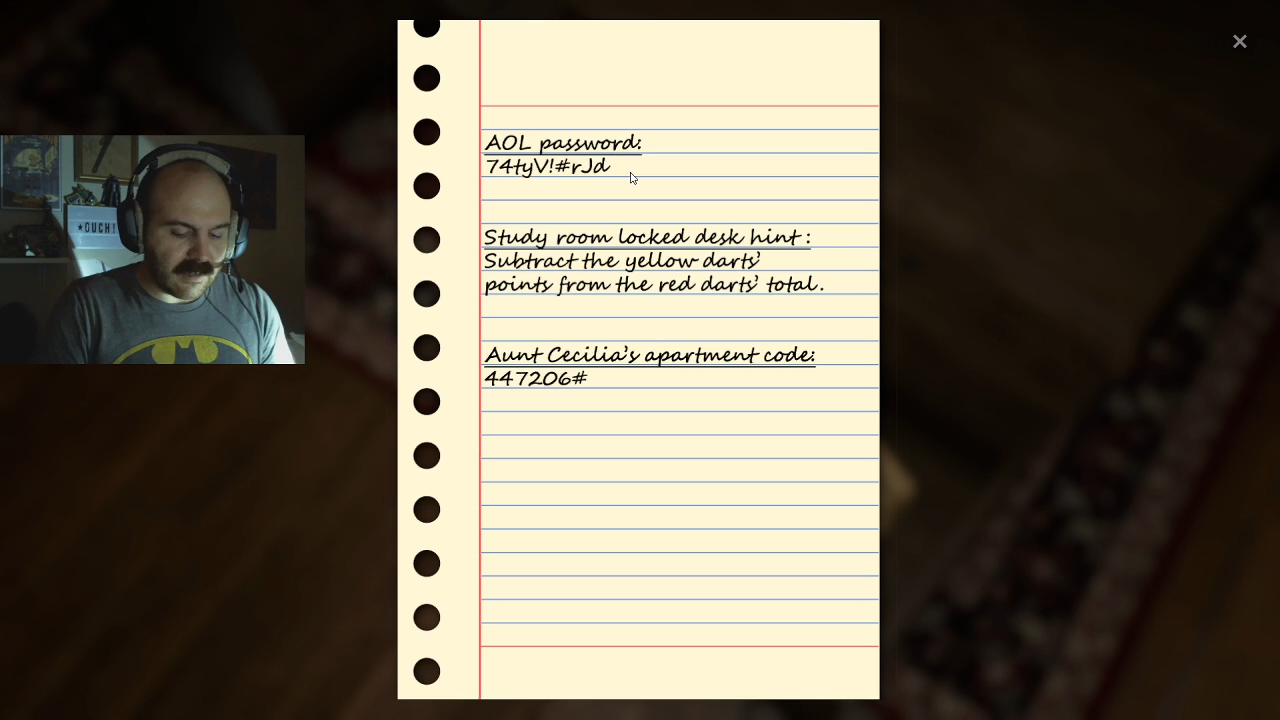 *OUCH!
AOL password:
74tyV!#rJd
Study room locked desk hint :
Subtract the yellow darts'
points from the red darts' total.
Aunt Cecilia's apartment code:
447206#